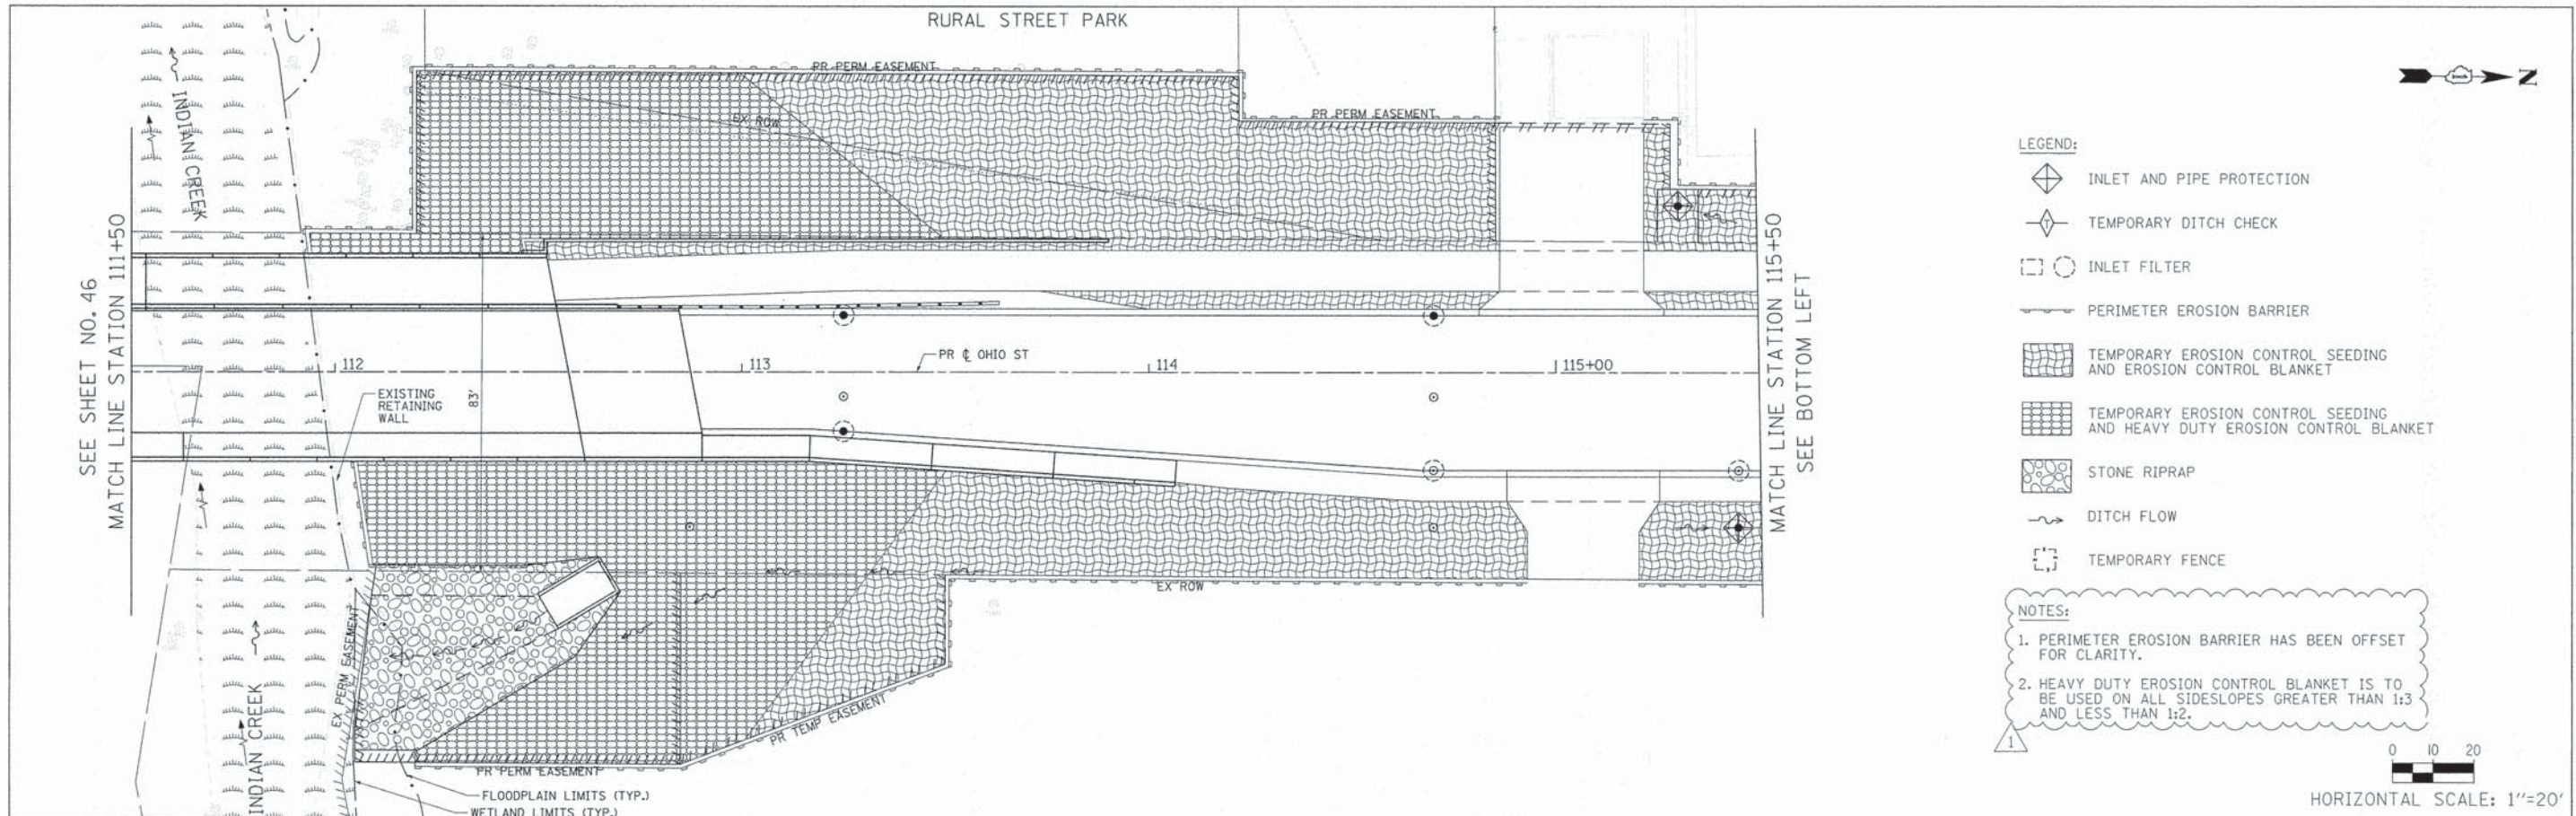 RURAL STREET PARK
PR PERM EASEMENT
PR PERM EASEMENT
EX ROW
INDIAN CREEK
SEE SHEET NO. 46
MATCH LINE STATION 111+50
112
113
114
115+00
PR ℄ OHIO ST
EXISTING
RETAINING
WALL
83'
MATCH LINE STATION 115+50
SEE BOTTOM LEFT
EX ROW
EX PERM EASEMENT
INDIAN CREEK
PR TEMP EASEMENT
PR PERM EASEMENT
FLOODPLAIN LIMITS (TYP.)
WETLAND LIMITS (TYP.)
N
LEGEND:
INLET AND PIPE PROTECTION
T
TEMPORARY DITCH CHECK
INLET FILTER
PERIMETER EROSION BARRIER
TEMPORARY EROSION CONTROL SEEDING
AND EROSION CONTROL BLANKET
TEMPORARY EROSION CONTROL SEEDING
AND HEAVY DUTY EROSION CONTROL BLANKET
STONE RIPRAP
DITCH FLOW
TEMPORARY FENCE
NOTES:
1. PERIMETER EROSION BARRIER HAS BEEN OFFSET
FOR CLARITY.
2. HEAVY DUTY EROSION CONTROL BLANKET IS TO
BE USED ON ALL SIDESLOPES GREATER THAN 1:3
AND LESS THAN 1:2.
1
0 10 20
HORIZONTAL SCALE: 1"=20'